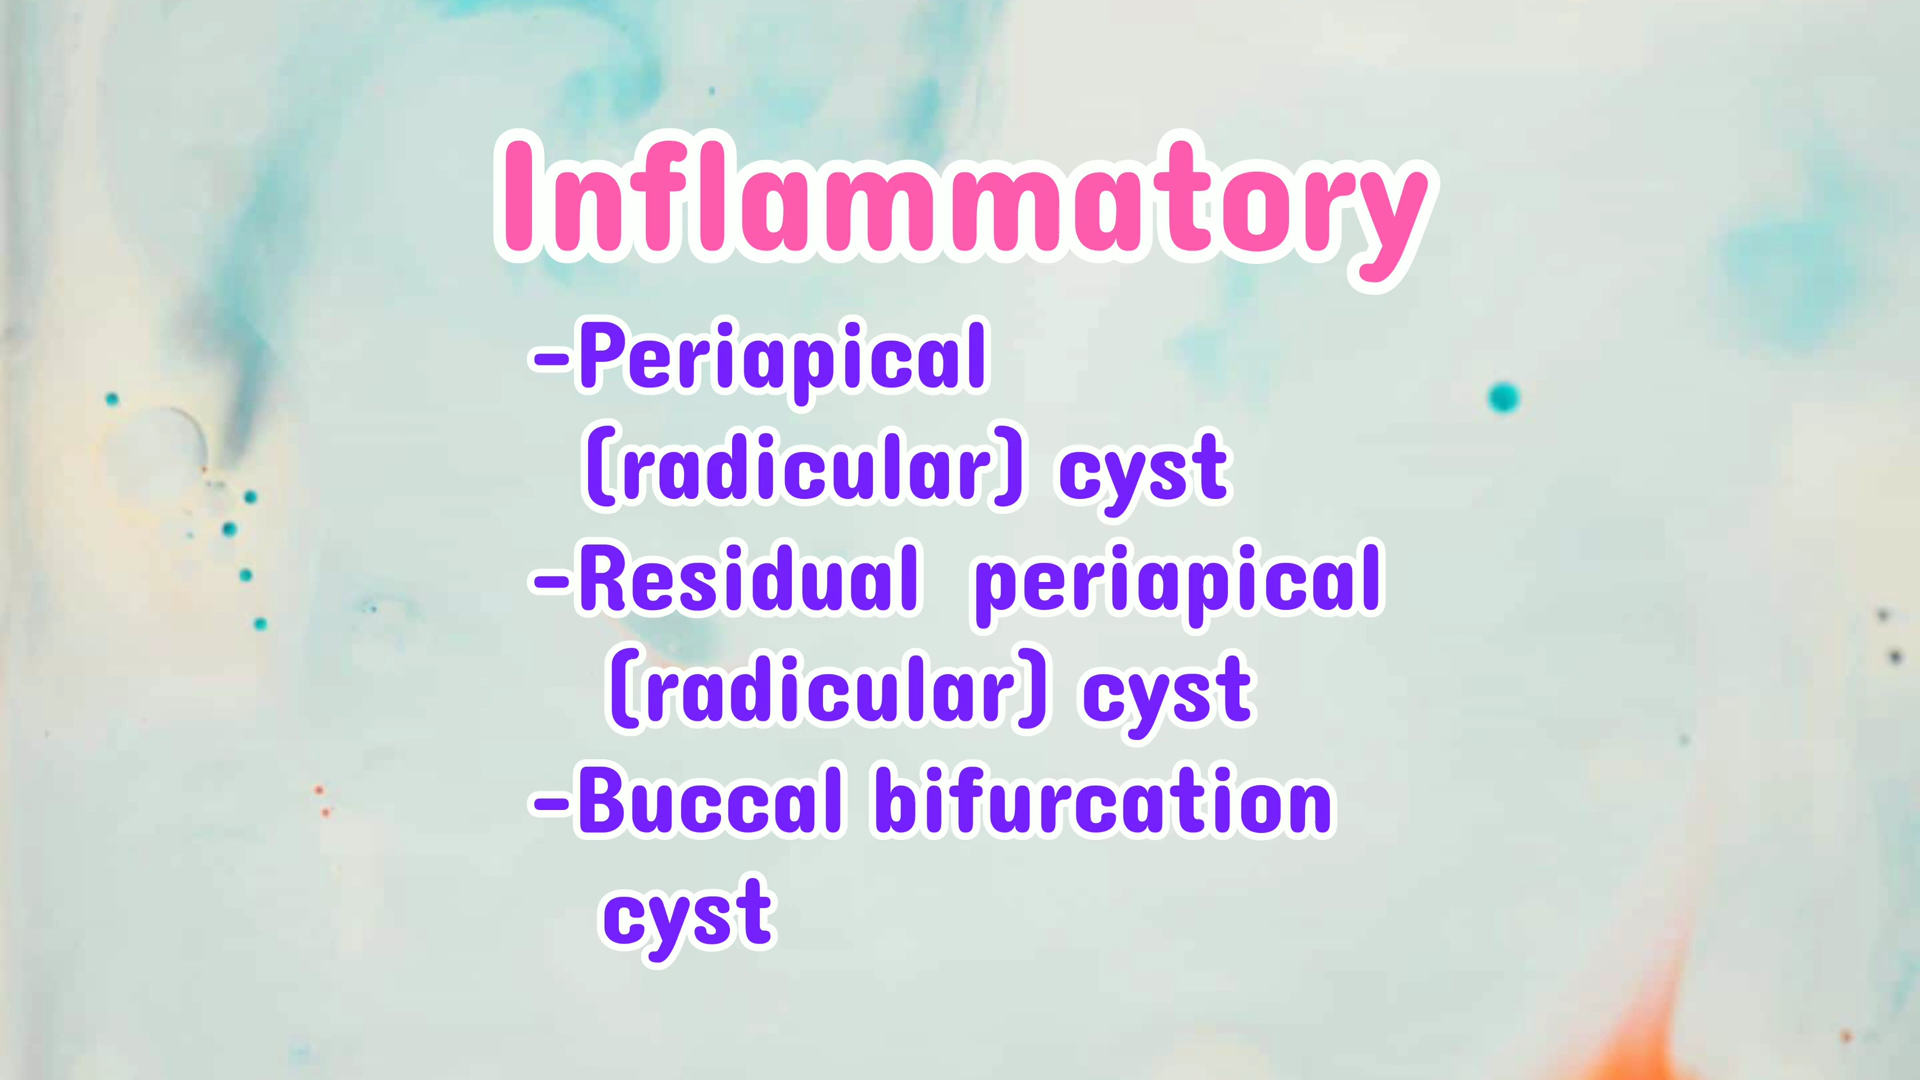 Inflammatory
-Periapical
(radicular) cyst
-Residual periapical
(radicular) cyst
-Buccal bifurcation
cyst